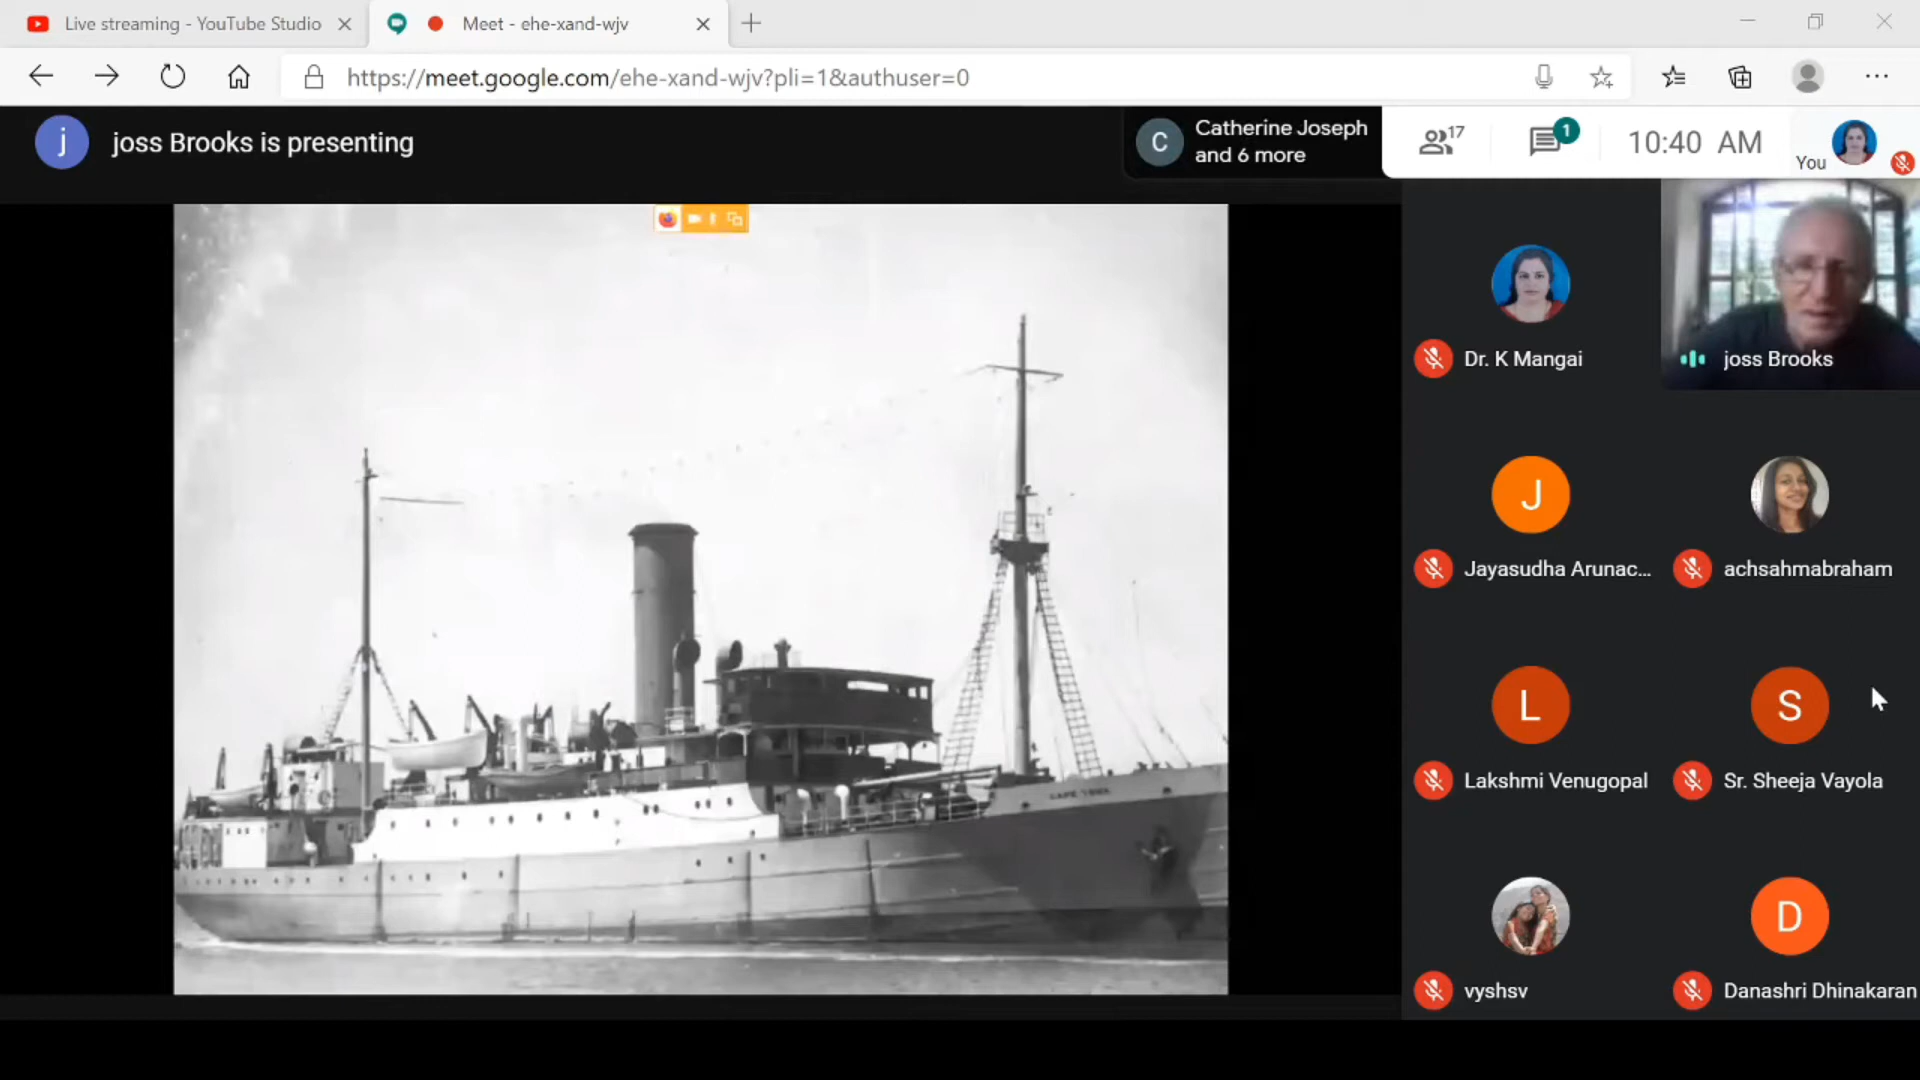 Live streaming - YouTube Studio
Meet - ehe-xand-wjv
https://meet.google.com/ehe-xand-wjv?pli=1&authuser=0
j
joss Brooks is presenting
C
Catherine Joseph
and 6 more
17
1
10:40 AM
You
Dr. K Mangai
joss Brooks
J
Jayasudha Arunac...
achsahmabraham
L
Lakshmi Venugopal
S
Sr. Sheeja Vayola
vyshsv
D
Danashri Dhinakaran
CAPE YORK